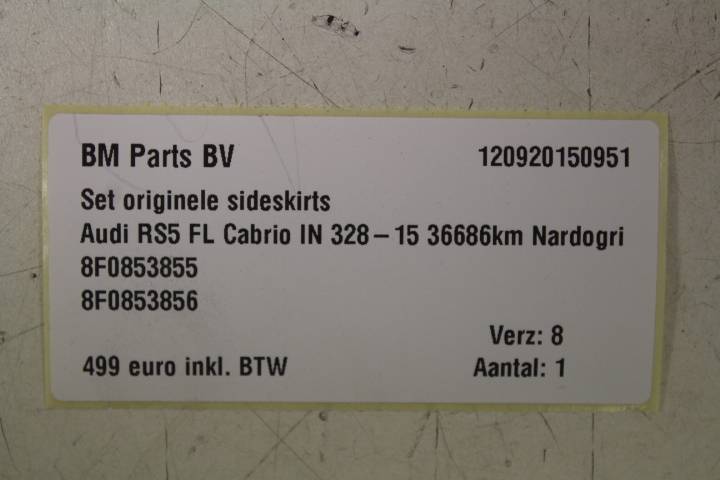 BM Parts BV 120920150951
Set originele sideskirts
Audi RS5 FL Cabrio IN 328-15 36686km Nardogri
8F0853855
8F0853856
Verz: 8
499 euro inkl. BTW Aantal: 1